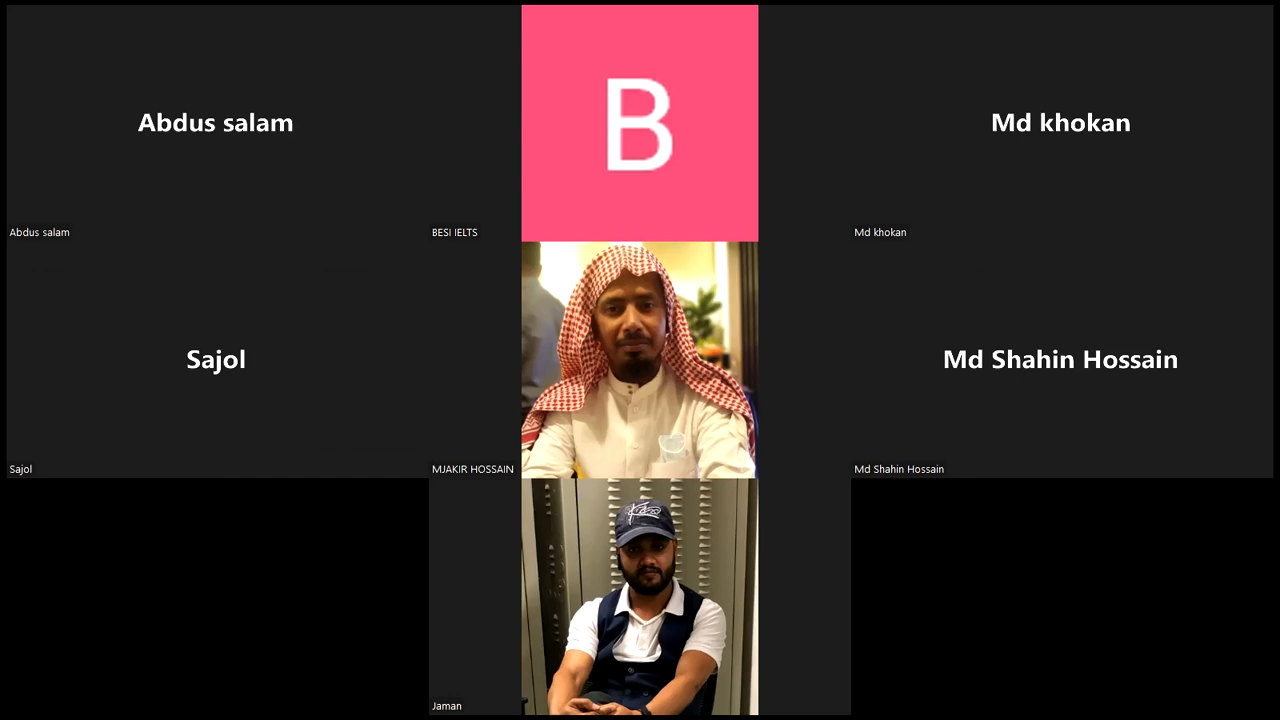 Abdus salam
B
Md khokan
Abdus salam
BESI IELTS
Md khokan
Sajol
Md Shahin Hossain
Sajol
MJAKIR HOSSAIN
Md Shahin Hossain
Jaman